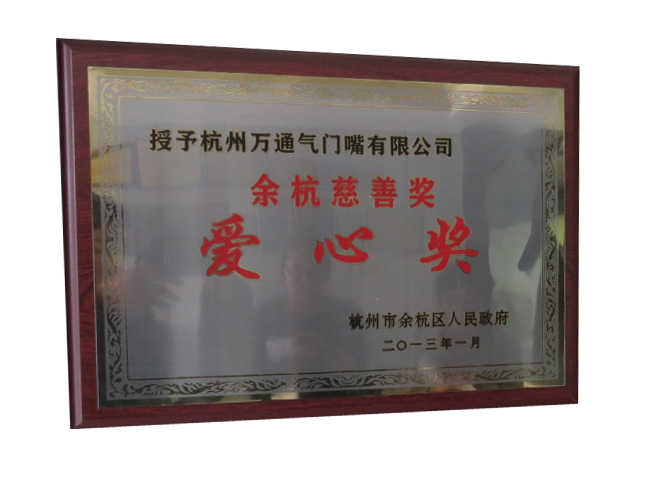 授予杭州万通气门嘴有限公司
余杭慈善奖
爱心奖
杭州市余杭区人民政府
二〇一三年一月